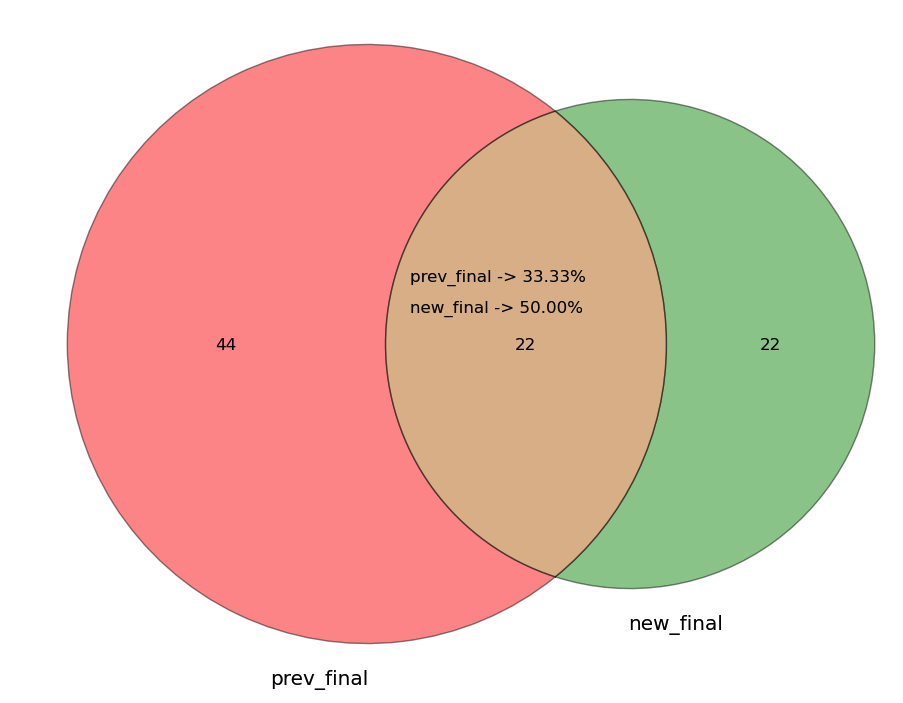 prev_final -> 33.33%
new_final -> 50.00%
44
22
22
new_final
prev_final